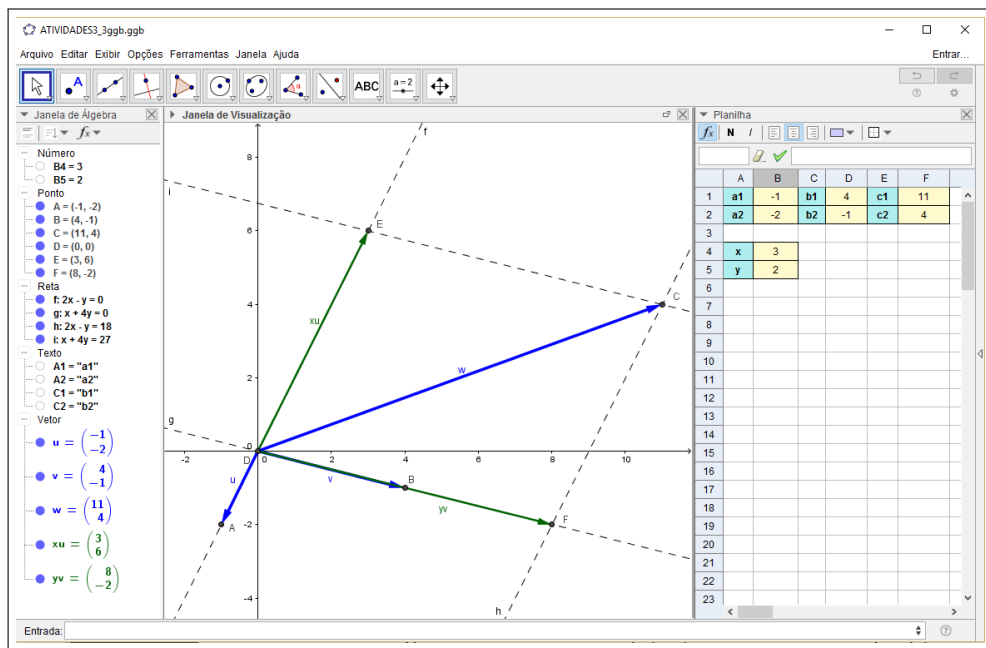 ATIVIDADES3_3ggb.ggb
Arquivo Editar Exibir Opções Ferramentas Janela Ajuda
Entrar...
A
ABC
a=2
Janela de Álgebra
Janela de Visualização
Planilha
fx
fx N I
Número
B4 = 3
B5 = 2
Ponto
A = (-1, -2)
B = (4, -1)
C = (11, 4)
D = (0, 0)
E = (3, 6)
F = (8, -2)
Reta
f: 2x - y = 0
g: x + 4y = 0
h: 2x - y = 18
i: x + 4y = 27
Texto
A1 = "a1"
A2 = "a2"
C1 = "b1"
C2 = "b2"
Vetor
u = (-1 -2)
v = (4 -1)
w = (11 4)
xu = (3 6)
yv = (8 -2)
f
8
i
E
6
C
4
xu
w
2
g
D 0
-2 0 2 4 6 8 10
u
v
B
yv
F
A
-2
-4
h
A B C D E F
1 a1 -1 b1 4 c1 11
2 a2 -2 b2 -1 c2 4
3
4 x 3
5 y 2
6
7
8
9
10
11
12
13
14
15
16
17
18
19
20
21
22
23
Entrada: